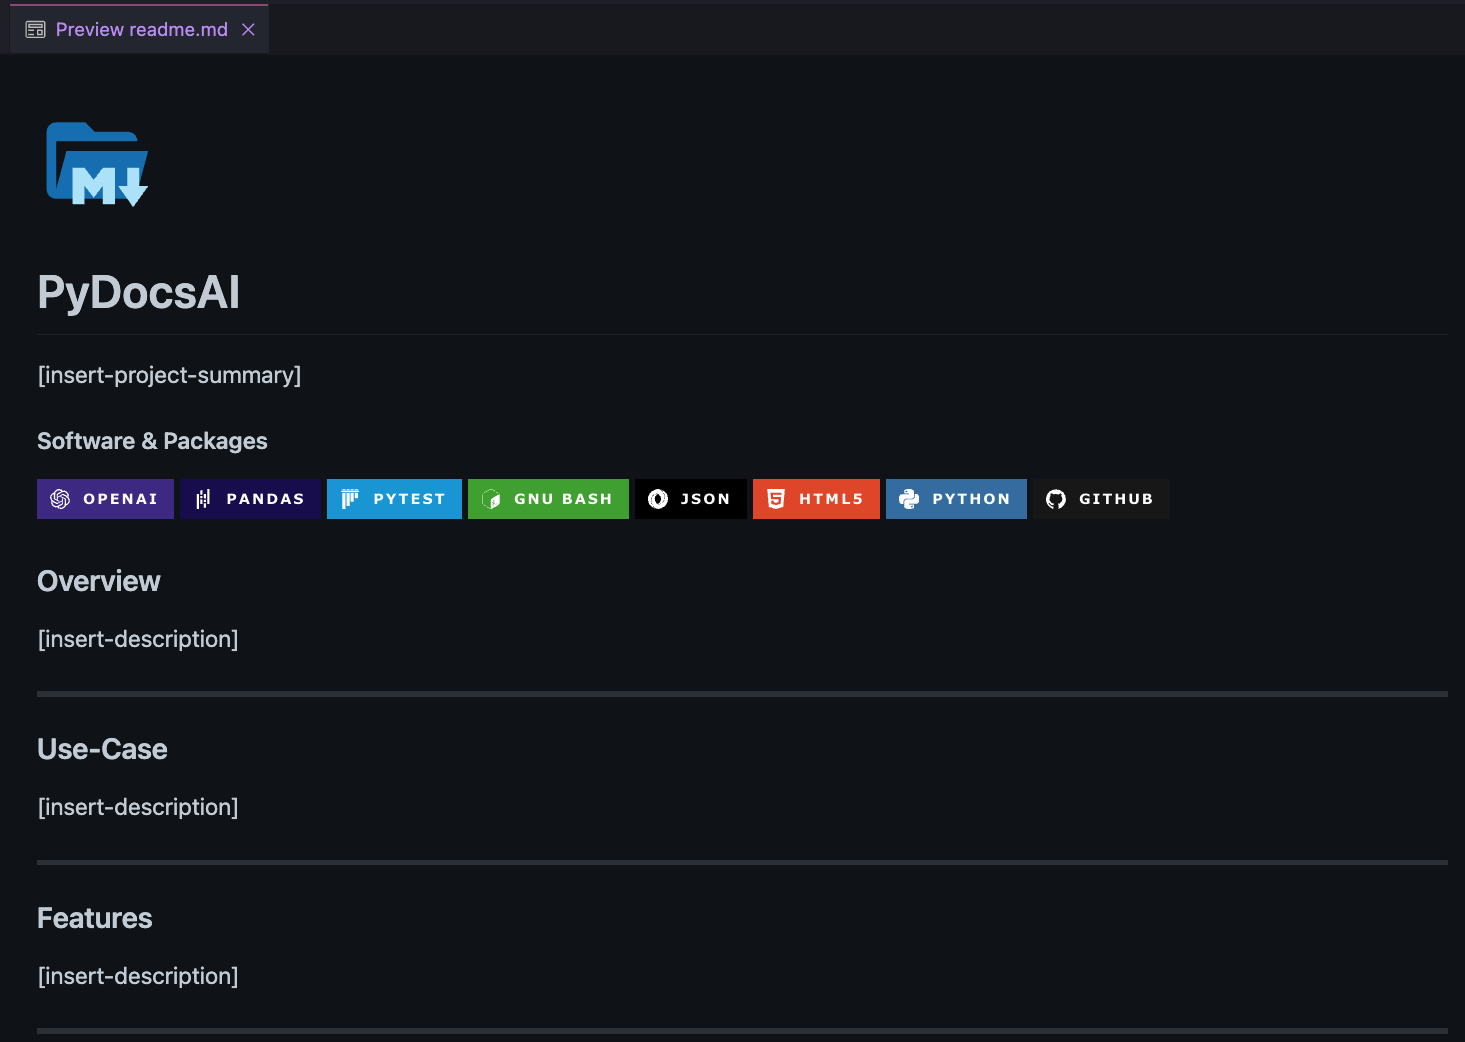 Preview readme.md
M
PyDocsAI
[insert-project-summary]
Software & Packages
OPENAI PANDAS PYTEST GNU BASH JSON HTML5 PYTHON GITHUB
Overview
[insert-description]
Use-Case
[insert-description]
Features
[insert-description]